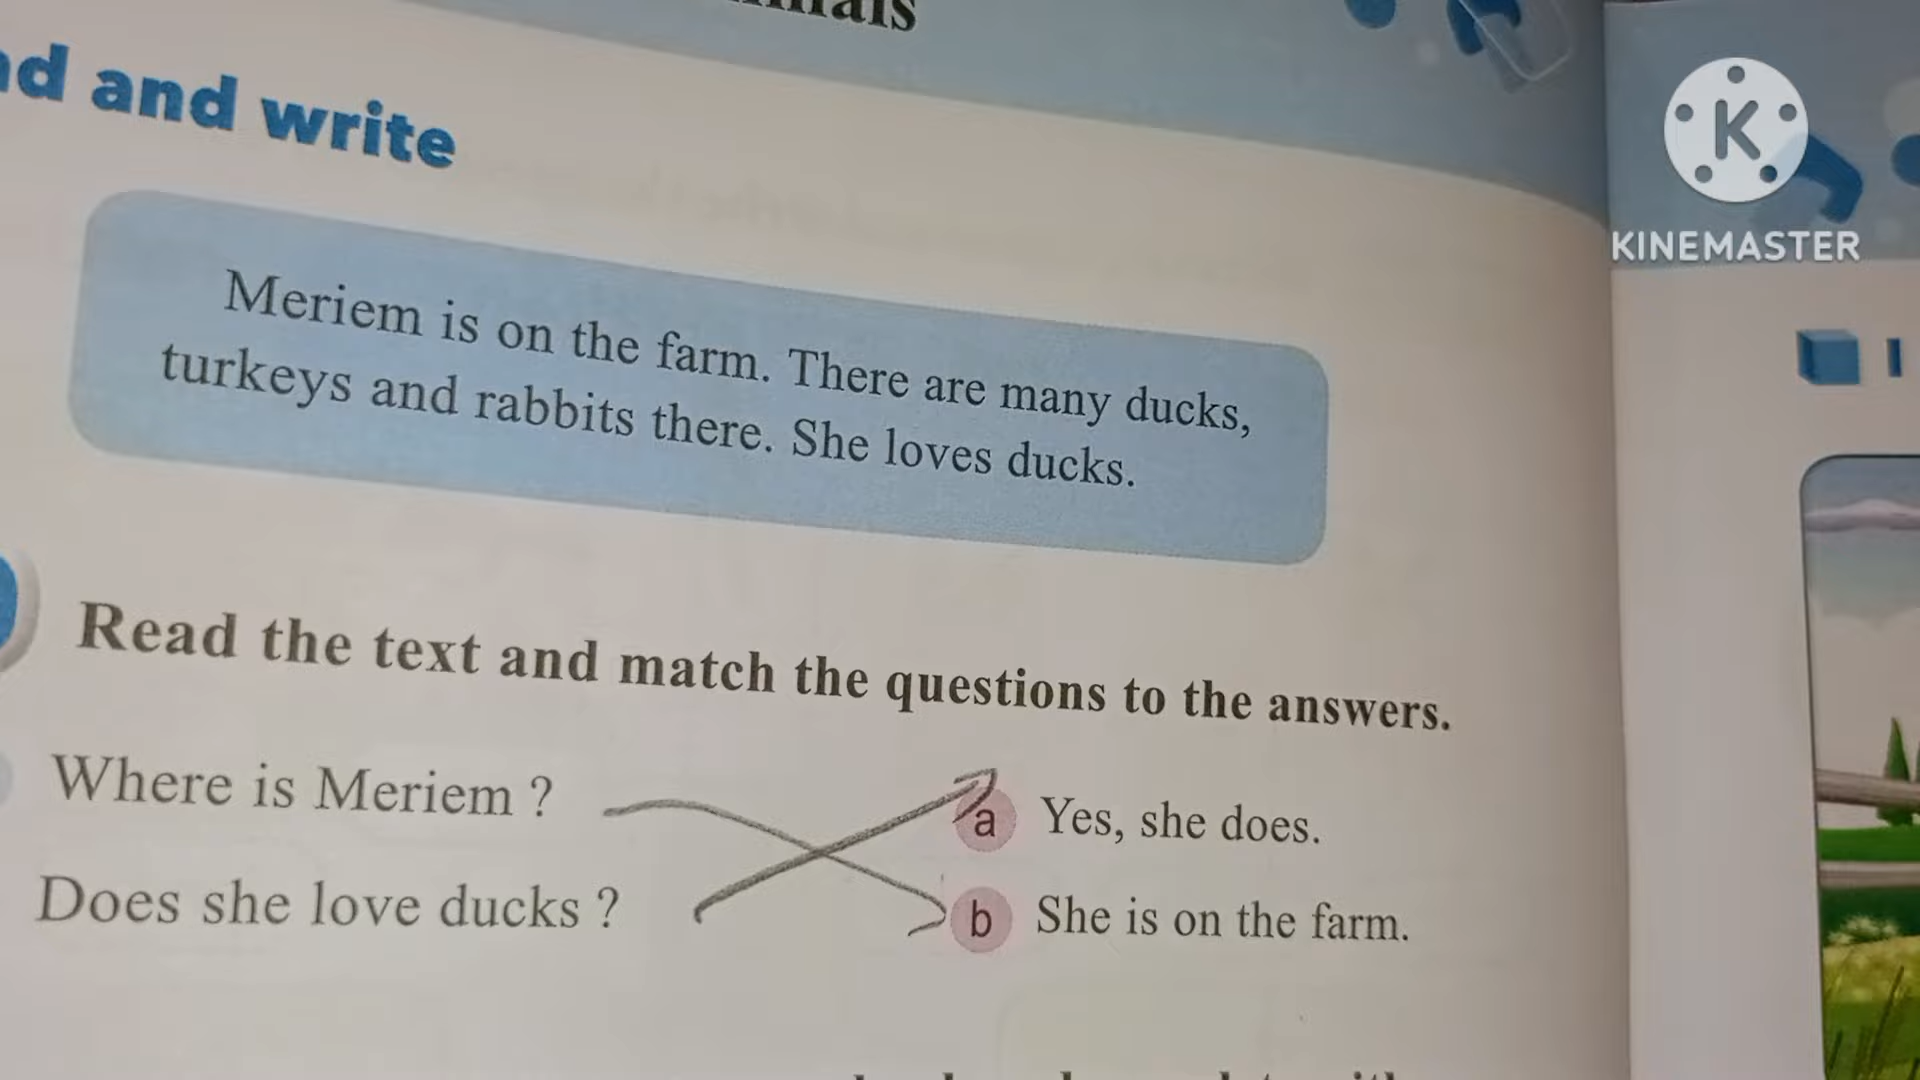 and write
Meriem is on the farm. There are many ducks,
turkeys and rabbits there. She loves ducks.
Read the text and match the questions to the answers.
Where is Meriem ?
a Yes, she does.
Does she love ducks ?
b She is on the farm.
K
KINEMASTER